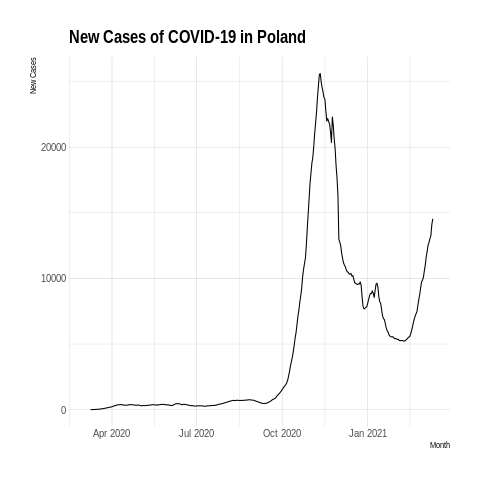 New Cases of COVID-19 in Poland
New Cases
20000
10000
0
Apr 2020 Jul 2020 Oct 2020 Jan 2021
Month